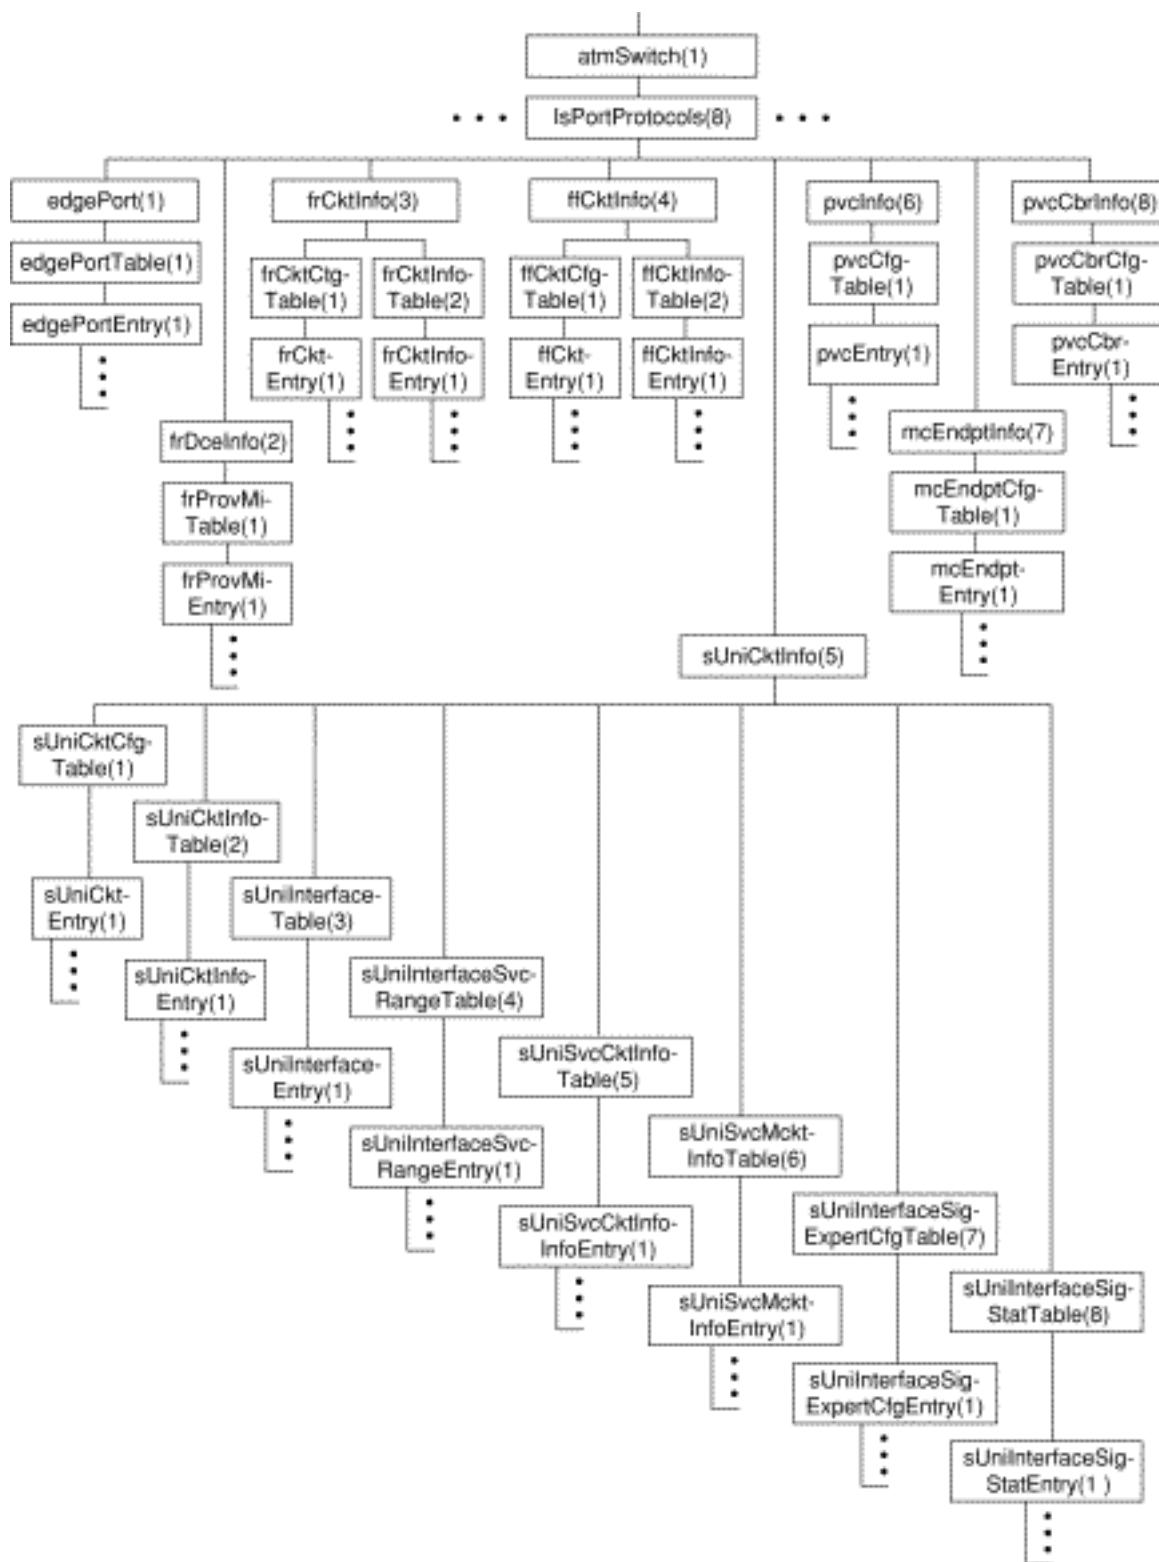 atmSwitch(1)
lsPortProtocols(8)
edgePort(1)
frCktInfo(3)
ffCktInfo(4)
pvcInfo(6)
pvcCbrInfo(8)
edgePortTable(1)
frCktCfg-
Table(1)
frCktInfo-
Table(2)
ffCktCfg-
Table(1)
ffCktInfo-
Table(2)
pvcCfg-
Table(1)
pvcCbrCfg-
Table(1)
edgePortEntry(1)
frCkt-
Entry(1)
frCktInfo-
Entry(1)
ffCkt-
Entry(1)
ffCktInfo-
Entry(1)
pvcEntry(1)
pvcCbr-
Entry(1)
frDceInfo(2)
mcEndptInfo(7)
frProvMi-
Table(1)
mcEndptCfg-
Table(1)
frProvMi-
Entry(1)
mcEndpt-
Entry(1)
sUniCktInfo(5)
sUniCktCfg-
Table(1)
sUniCktInfo-
Table(2)
sUniCkt-
Entry(1)
sUniInterface-
Table(3)
sUniCktInfo-
Entry(1)
sUniInterfaceSvc-
RangeTable(4)
sUniInterface-
Entry(1)
sUniSvcCktInfo-
Table(5)
sUniInterfaceSvc-
RangeEntry(1)
sUniSvcMckt-
InfoTable(6)
sUniSvcCktInfo-
InfoEntry(1)
sUniInterfaceSig-
ExpertCfgTable(7)
sUniSvcMckt-
InfoEntry(1)
sUniInterfaceSig-
StatTable(8)
sUniInterfaceSig-
ExpertCfgEntry(1)
sUniInterfaceSig-
StatEntry(1 )